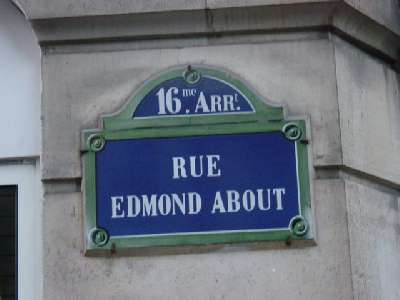 16me. ARRt.
RUE
EDMOND ABOUT